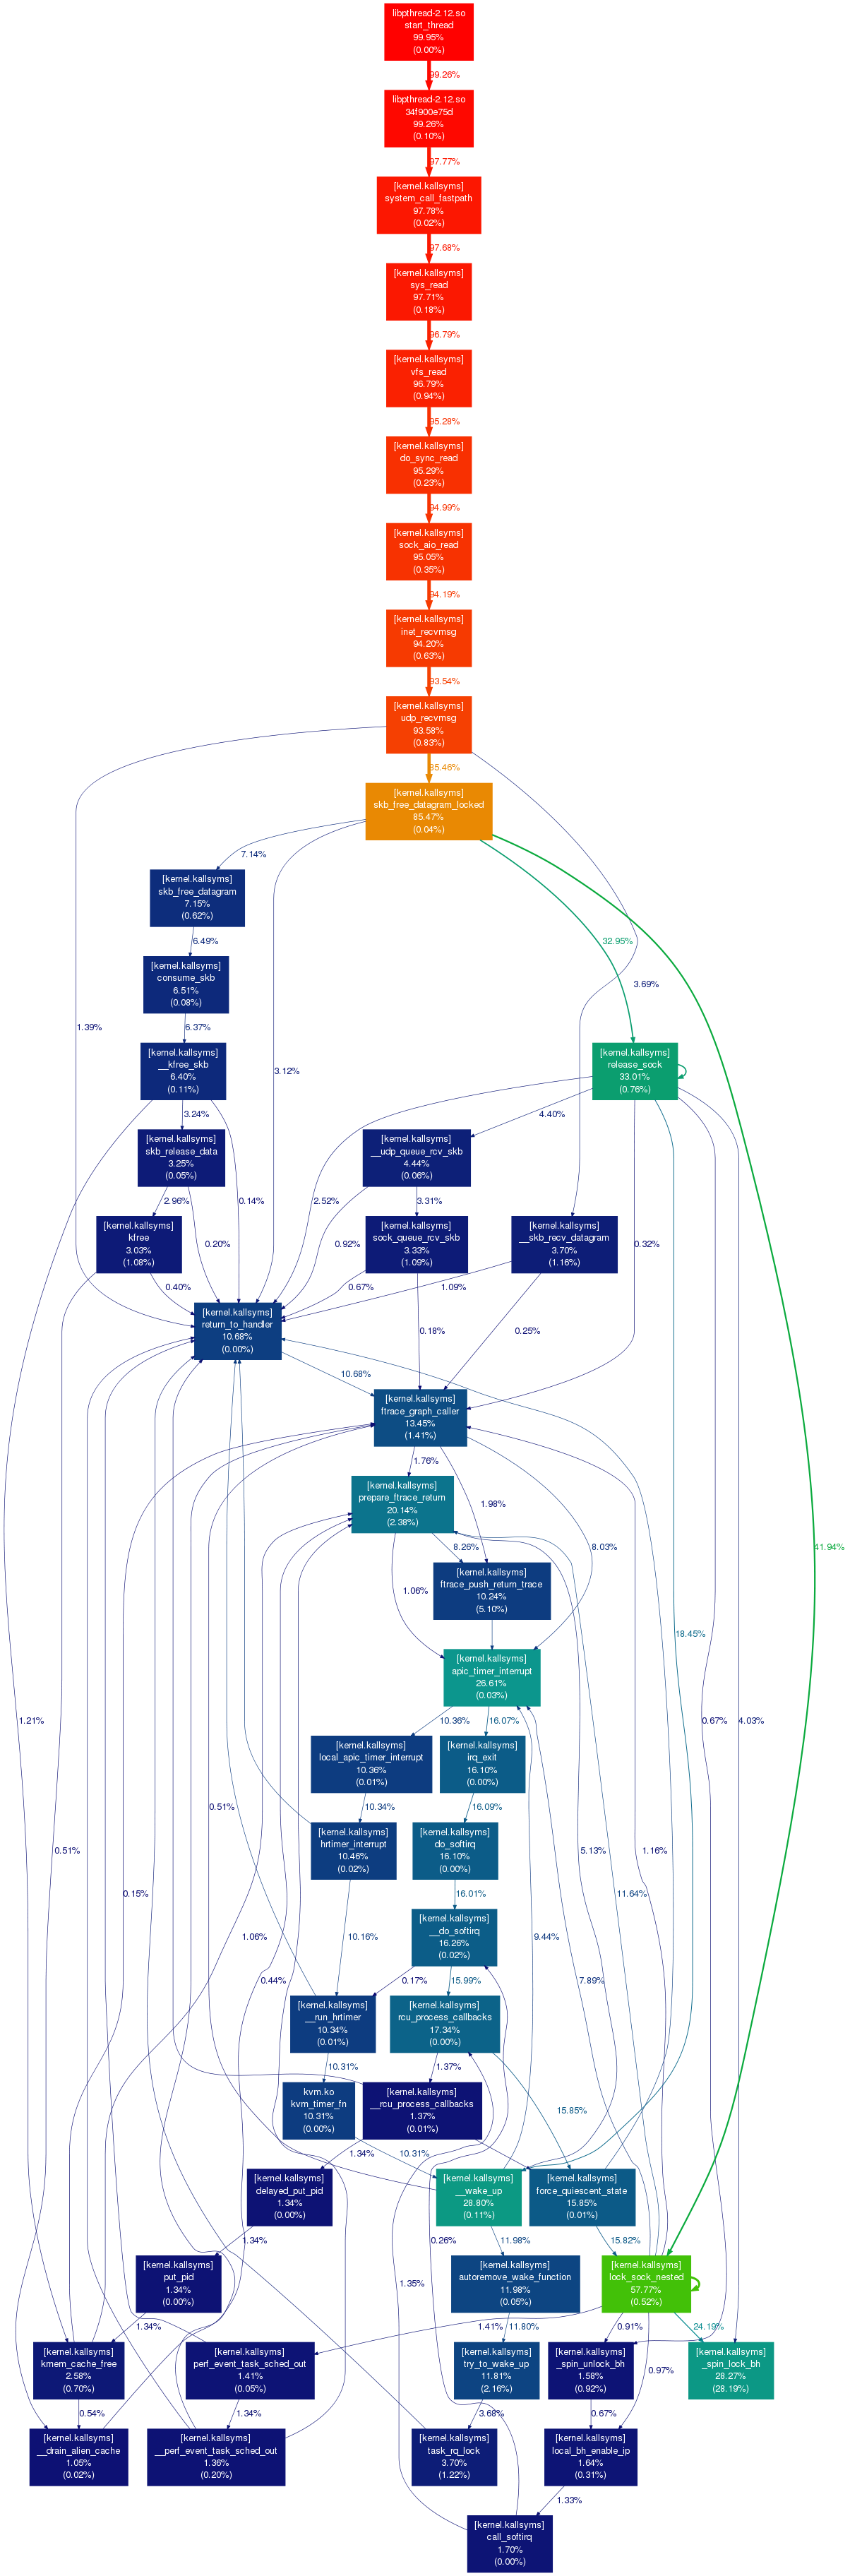 libpthread-2.12.so
start_thread
99.95%
(0.00%)
99.26%
libpthread-2.12.so
34f900e75d
99.26%
(0.10%)
97.77%
[kernel.kallsyms]
system_call_fastpath
97.78%
(0.02%)
97.68%
[kernel.kallsyms]
sys_read
97.71%
(0.18%)
96.79%
[kernel.kallsyms]
vfs_read
96.79%
(0.94%)
95.28%
[kernel.kallsyms]
do_sync_read
95.29%
(0.23%)
94.99%
[kernel.kallsyms]
sock_aio_read
95.05%
(0.35%)
94.19%
[kernel.kallsyms]
inet_recvmsg
94.20%
(0.63%)
93.54%
[kernel.kallsyms]
udp_recvmsg
93.58%
(0.83%)
85.46%
[kernel.kallsyms]
skb_free_datagram_locked
85.47%
(0.04%)
7.14%
[kernel.kallsyms]
skb_free_datagram
7.15%
(0.62%)
6.49%
32.95%
[kernel.kallsyms]
consume_skb
6.51%
(0.08%)
3.69%
6.37%
1.39%
[kernel.kallsyms]
__kfree_skb
6.40%
(0.11%)
3.12%
[kernel.kallsyms]
release_sock
33.01%
(0.76%)
3.24%
4.40%
[kernel.kallsyms]
skb_release_data
3.25%
(0.05%)
[kernel.kallsyms]
__udp_queue_rcv_skb
4.44%
(0.06%)
2.96%
0.14%
2.52%
3.31%
[kernel.kallsyms]
kfree
3.03%
(1.08%)
0.20%
0.92%
[kernel.kallsyms]
sock_queue_rcv_skb
3.33%
(1.09%)
[kernel.kallsyms]
__skb_recv_datagram
3.70%
(1.16%)
0.32%
0.40%
0.67%
1.09%
[kernel.kallsyms]
return_to_handler
10.68%
(0.00%)
0.18%
0.25%
10.68%
[kernel.kallsyms]
ftrace_graph_caller
13.45%
(1.41%)
1.76%
[kernel.kallsyms]
prepare_ftrace_return
20.14%
(2.38%)
1.98%
8.26%
8.03%
41.94%
1.06%
[kernel.kallsyms]
ftrace_push_return_trace
10.24%
(5.10%)
18.45%
[kernel.kallsyms]
apic_timer_interrupt
26.61%
(0.03%)
1.21%
10.36%
16.07%
0.67%
4.03%
[kernel.kallsyms]
local_apic_timer_interrupt
10.36%
(0.01%)
[kernel.kallsyms]
irq_exit
16.10%
(0.00%)
0.51%
10.34%
16.09%
0.51%
[kernel.kallsyms]
hrtimer_interrupt
10.46%
(0.02%)
[kernel.kallsyms]
do_softirq
16.10%
(0.00%)
5.13%
1.16%
0.15%
16.01%
11.64%
1.06%
10.16%
[kernel.kallsyms]
__do_softirq
16.26%
(0.02%)
9.44%
0.44%
0.17%
15.99%
7.89%
[kernel.kallsyms]
__run_hrtimer
10.34%
(0.01%)
[kernel.kallsyms]
rcu_process_callbacks
17.34%
(0.00%)
10.31%
1.37%
kvm.ko
kvm_timer_fn
10.31%
(0.00%)
[kernel.kallsyms]
__rcu_process_callbacks
1.37%
(0.01%)
15.85%
1.34%
10.31%
[kernel.kallsyms]
delayed_put_pid
1.34%
(0.00%)
[kernel.kallsyms]
__wake_up
28.80%
(0.11%)
[kernel.kallsyms]
force_quiescent_state
15.85%
(0.01%)
1.34%
0.26%
11.98%
15.82%
[kernel.kallsyms]
put_pid
1.34%
(0.00%)
1.35%
[kernel.kallsyms]
autoremove_wake_function
11.98%
(0.05%)
[kernel.kallsyms]
lock_sock_nested
57.77%
(0.52%)
1.34%
1.41%
11.80%
0.91%
24.19%
[kernel.kallsyms]
kmem_cache_free
2.58%
(0.70%)
[kernel.kallsyms]
perf_event_task_sched_out
1.41%
(0.05%)
[kernel.kallsyms]
try_to_wake_up
11.81%
(2.16%)
[kernel.kallsyms]
_spin_unlock_bh
1.58%
(0.92%)
0.97%
[kernel.kallsyms]
_spin_lock_bh
28.27%
(28.19%)
0.54%
1.34%
3.68%
0.67%
[kernel.kallsyms]
__drain_alien_cache
1.05%
(0.02%)
[kernel.kallsyms]
__perf_event_task_sched_out
1.36%
(0.20%)
[kernel.kallsyms]
task_rq_lock
3.70%
(1.22%)
[kernel.kallsyms]
local_bh_enable_ip
1.64%
(0.31%)
1.33%
[kernel.kallsyms]
call_softirq
1.70%
(0.00%)